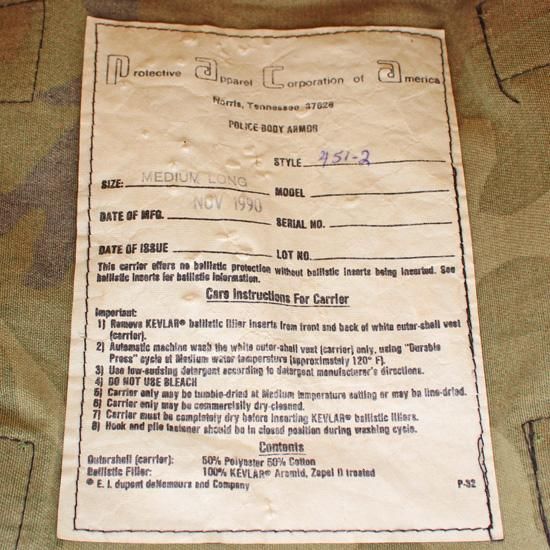 Protective Apparel Corporation of America
Norris, Tennessee 37828
POLICE BODY ARMOR
STYLE 451-2
SIZE: MEDIUM LONG MODEL
DATE OF MFG. NOV 1990 SERIAL NO.
DATE OF ISSUE LOT NO.
This carrier offers no ballistic protection without ballistic inserts being inserted. See
ballistic inserts for ballistic information.
Care Instructions For Carrier
Important:
1) Remove KEVLAR® ballistic filler inserts from front and back of white outer-shell vest
(carrier).
2) Automatic machine wash the white outer-shell vest (carrier) only, using "Durable
Press" cycle at Medium water temperature (approximately 120° F).
3) Use low-sudsing detergent according to detergent manufacturer's directions.
4) DO NOT USE BLEACH
5) Carrier only may be tumble-dried at Medium temperature setting or may be line-dried.
6) Carrier only may be commercially dry-cleaned.
7) Carrier must be completely dry before inserting KEVLAR® ballistic fillers.
8) Hook and pile fastener should be in closed position during washing cycle.
Contents
Outershell (carrier): 50% Polyester 50% Cotton
Ballistic Filler: 100% KEVLAR® Aramid, Zepel D treated
® E. I. dupont deNemours and Company P-32